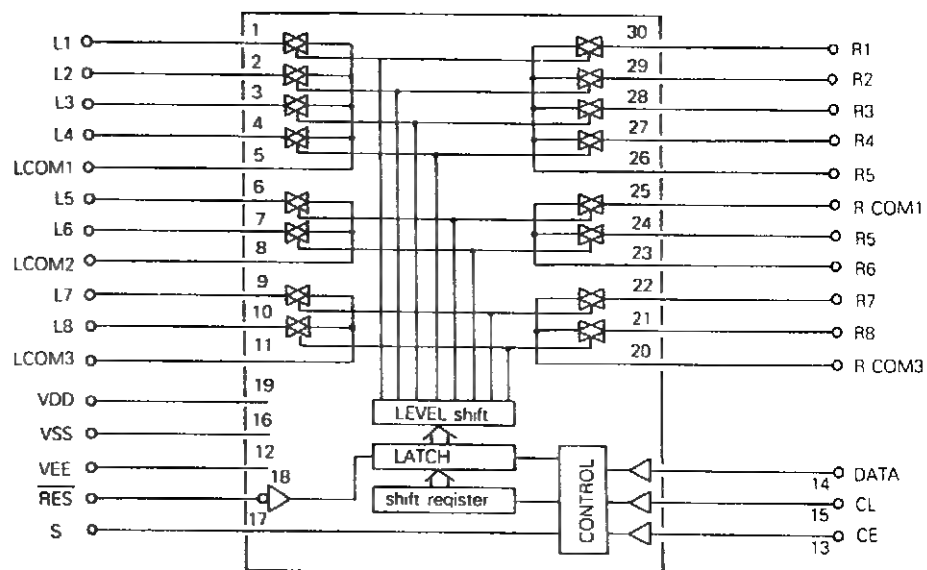 L1 1 30 R1
L2 2 29 R2
L3 3 28 R3
L4 4 27 R4
LCOM1 5 26 R5
L5 6 25 R COM1
L6 7 24 R5
LCOM2 8 23 R6
L7 9 22 R7
L8 10 21 R8
LCOM3 11 20 R COM3
VDD 19
LEVEL shift
VSS 16
VEE 12
LATCH
CONTROL
14 DATA
RES 18
shift register
15 CL
S 17
13 CE